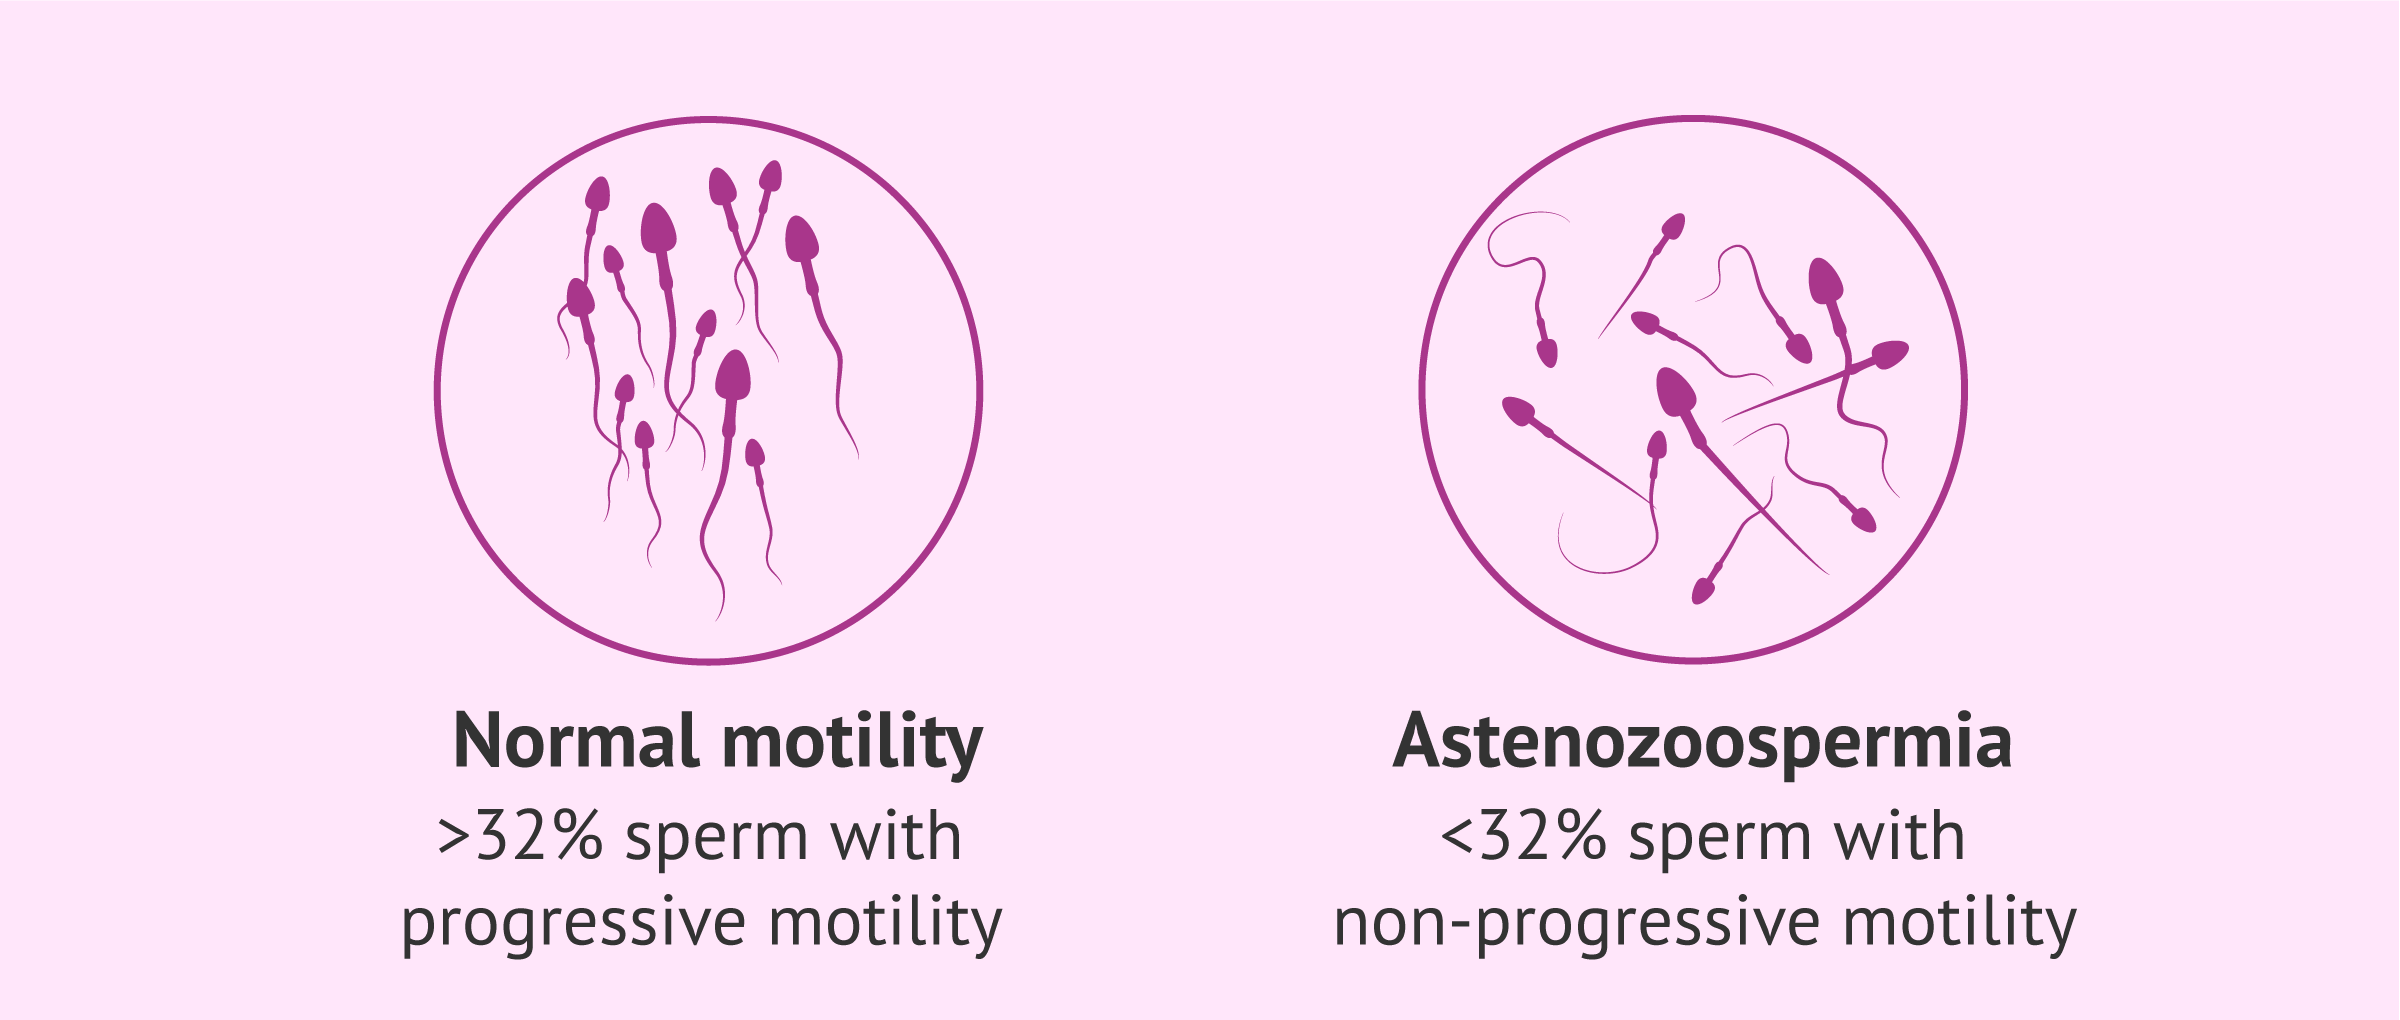 Normal motility
>32% sperm with
progressive motility
Astenozoospermia
<32% sperm with
non-progressive motility